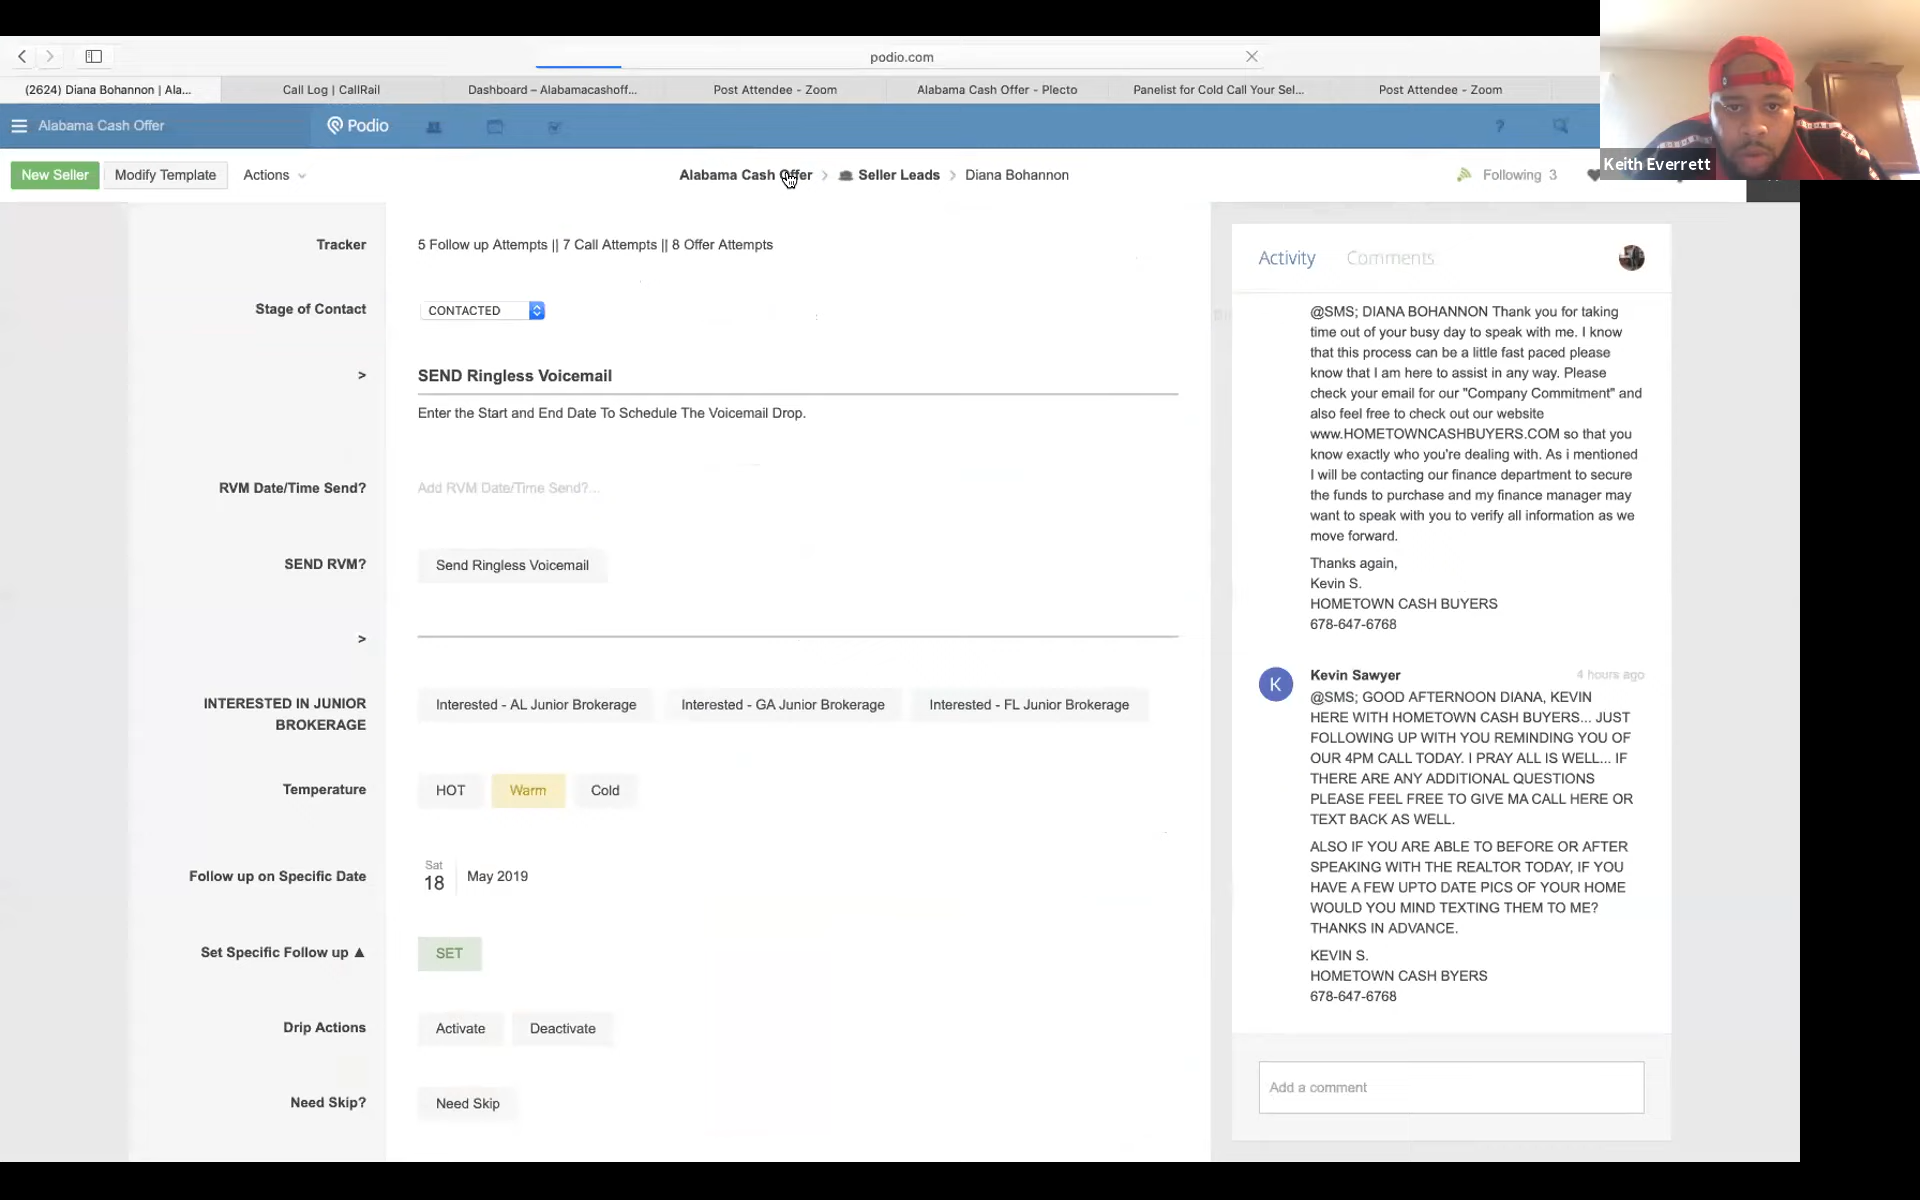 podio.com
(2624) Diana Bohannon | Ala...
Call Log | CallRail
Dashboard – Alabamacashoff...
Post Attendee - Zoom
Alabama Cash Offer - Plecto
Panelist for Cold Call Your Sel...
Post Attendee - Zoom
Alabama Cash Offer
Podio
?
Keith Everrett
New Seller
Modify Template
Actions
Alabama Cash Offer
Seller Leads
Diana Bohannon
Following 3
Tracker
5 Follow up Attempts || 7 Call Attempts || 8 Offer Attempts
Stage of Contact
CONTACTED
>
SEND Ringless Voicemail
Enter the Start and End Date To Schedule The Voicemail Drop.
RVM Date/Time Send?
Add RVM Date/Time Send?...
SEND RVM?
Send Ringless Voicemail
>
INTERESTED IN JUNIOR
BROKERAGE
Interested - AL Junior Brokerage
Interested - GA Junior Brokerage
Interested - FL Junior Brokerage
Temperature
HOT
Warm
Cold
Follow up on Specific Date
Sat
18
May 2019
Set Specific Follow up ▲
SET
Drip Actions
Activate
Deactivate
Need Skip?
Need Skip
Activity
Comments
@SMS; DIANA BOHANNON Thank you for taking
time out of your busy day to speak with me. I know
that this process can be a little fast paced please
know that I am here to assist in any way. Please
check your email for our "Company Commitment" and
also feel free to check out our website
www.HOMETOWNCASHBUYERS.COM so that you
know exactly who you're dealing with. As i mentioned
I will be contacting our finance department to secure
the funds to purchase and my finance manager may
want to speak with you to verify all information as we
move forward.
Thanks again,
Kevin S.
HOMETOWN CASH BUYERS
678-647-6768
K
Kevin Sawyer
4 hours ago
@SMS; GOOD AFTERNOON DIANA, KEVIN
HERE WITH HOMETOWN CASH BUYERS... JUST
FOLLOWING UP WITH YOU REMINDING YOU OF
OUR 4PM CALL TODAY. I PRAY ALL IS WELL... IF
THERE ARE ANY ADDITIONAL QUESTIONS
PLEASE FEEL FREE TO GIVE MA CALL HERE OR
TEXT BACK AS WELL.
ALSO IF YOU ARE ABLE TO BEFORE OR AFTER
SPEAKING WITH THE REALTOR TODAY, IF YOU
HAVE A FEW UPTO DATE PICS OF YOUR HOME
WOULD YOU MIND TEXTING THEM TO ME?
THANKS IN ADVANCE.
KEVIN S.
HOMETOWN CASH BYERS
678-647-6768
Add a comment